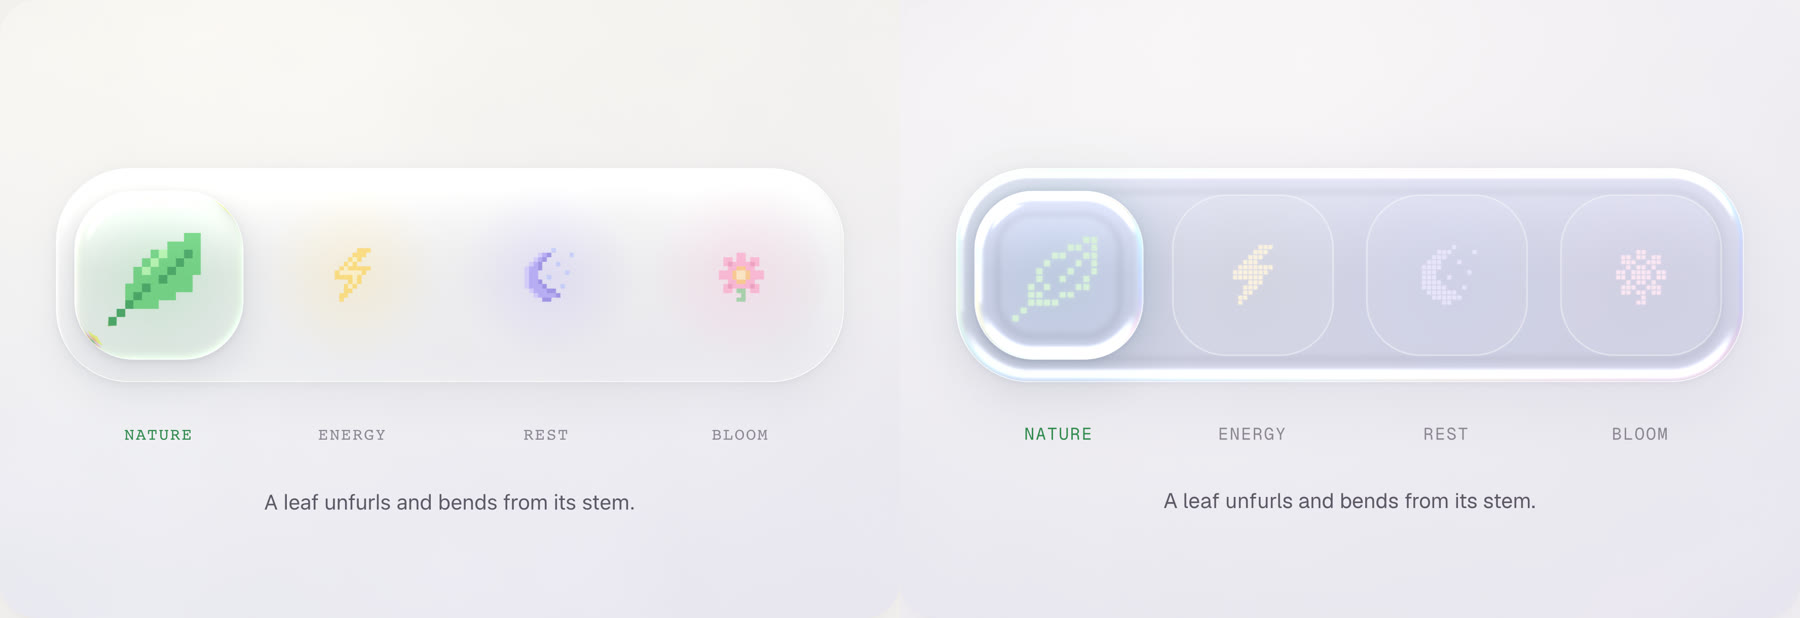 NATURE ENERGY REST BLOOM
A leaf unfurls and bends from its stem.
NATURE ENERGY REST BLOOM
A leaf unfurls and bends from its stem.